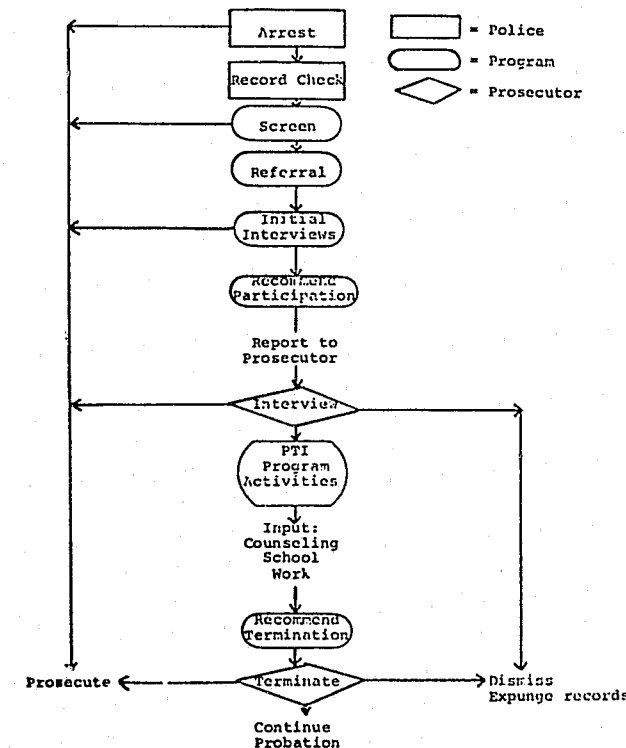 Arrest
= Police
Record Check
= Program
= Prosecutor
Screen
Referral
Initial
Interviews
Recommend
Participation
Report to
Prosecutor
Interview
PTI
Program
Activities
Input:
Counseling
School
Work
Recommend
Termination
Prosecute
Terminate
Dismiss
Expunge records
Continue
Probation